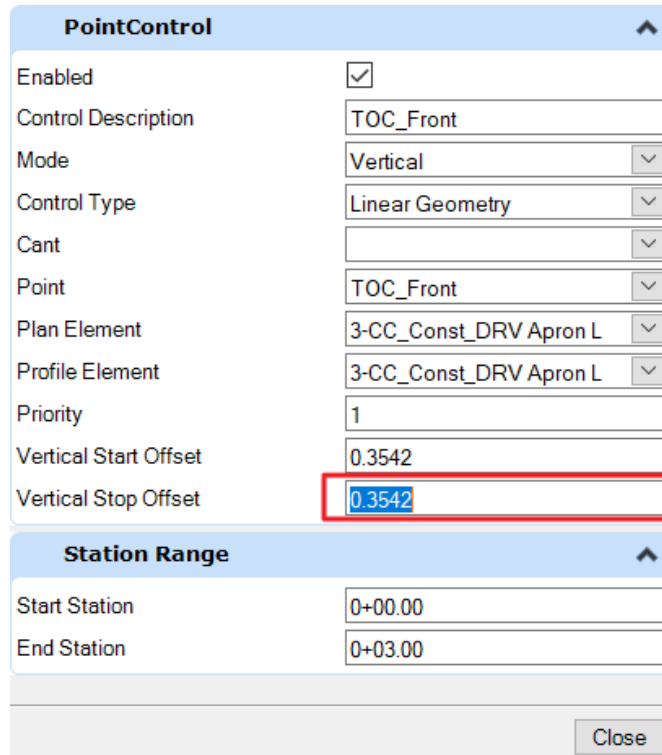 PointControl
Enabled
Control Description TOC_Front
Mode Vertical
Control Type Linear Geometry
Cant
Point TOC_Front
Plan Element 3-CC_Const_DRV Apron L
Profile Element 3-CC_Const_DRV Apron L
Priority 1
Vertical Start Offset 0.3542
Vertical Stop Offset 0.3542
Station Range
Start Station 0+00.00
End Station 0+03.00
Close